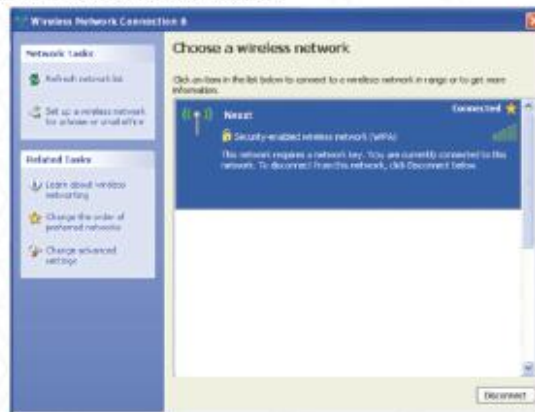 Wireless Network Connection 6
Network Tasks
Refresh network list
Set up a wireless network
for a home or small office
Related Tasks
Learn about wireless
networking
Change the order of
preferred networks
Change advanced
settings
Choose a wireless network
Click an item in the list below to connect to a wireless network in range or to get more
information.
Connected
Security-enabled wireless network (WPA)
This network requires a network key. You are currently connected to this
network. To disconnect from this network, click Disconnect below.
Disconnect